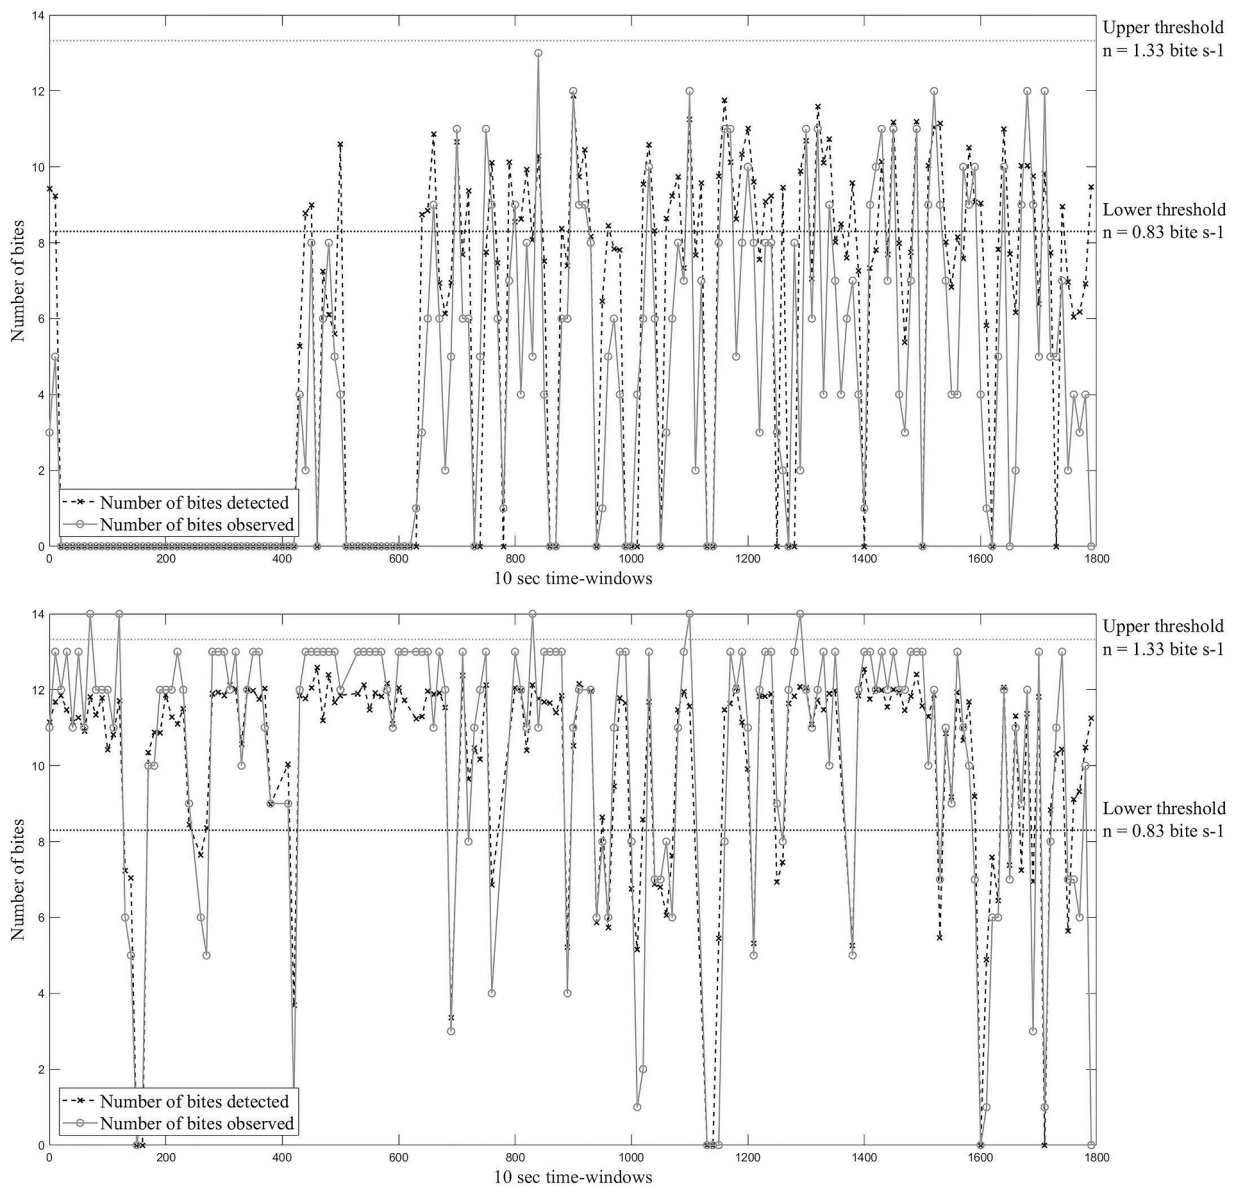 14
12
10
8
6
4
2
0
Number of bites
Upper threshold
n = 1.33 bite s-1
Lower threshold
n = 0.83 bite s-1
Number of bites detected
Number of bites observed
0 200 400 600 800 1000 1200 1400 1600 1800
10 sec time-windows
14
12
10
8
6
4
2
0
Number of bites
Upper threshold
n = 1.33 bite s-1
Lower threshold
n = 0.83 bite s-1
Number of bites detected
Number of bites observed
0 200 400 600 800 1000 1200 1400 1600 1800
10 sec time-windows